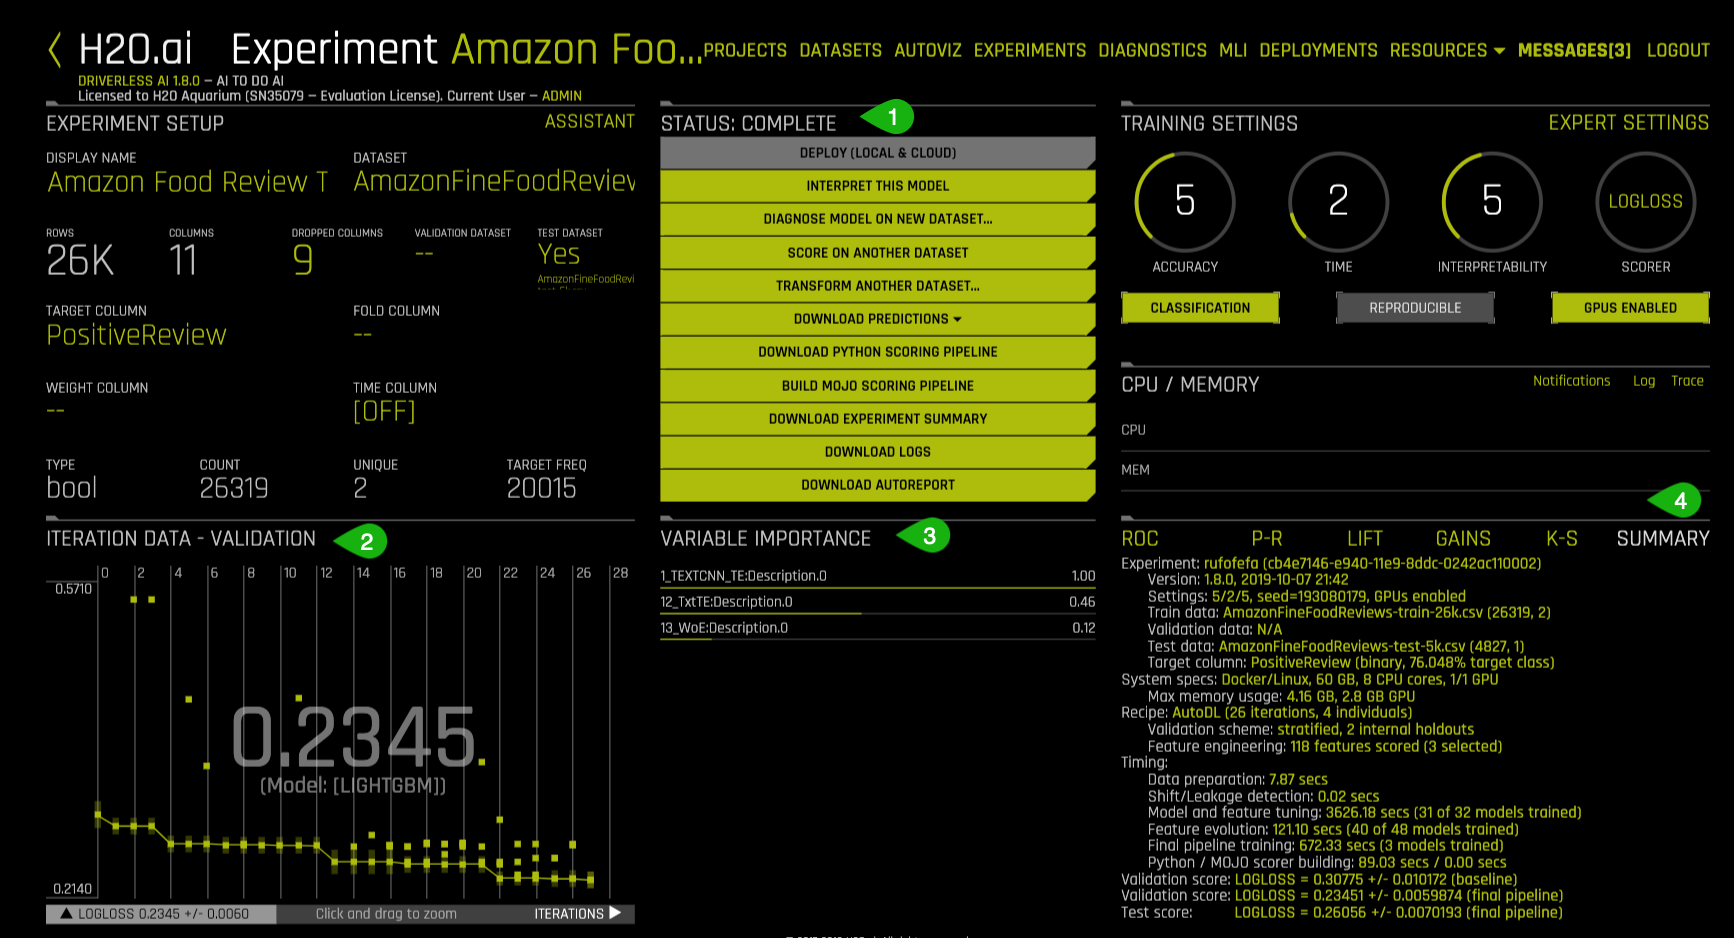 H2O.ai Experiment Amazon Foo... PROJECTS DATASETS AUTOVIZ EXPERIMENTS DIAGNOSTICS MLI DEPLOYMENTS RESOURCES MESSAGES[3] LOGOUT
DRIVERLESS AI 1.8.0 — AI TO DO AI
Licensed to H2O Aquarium (SN35079 — Evaluation License). Current User — ADMIN
EXPERIMENT SETUP ASSISTANT
DISPLAY NAME DATASET
Amazon Food Review T AmazonFineFoodReview
ROWS COLUMNS DROPPED COLUMNS VALIDATION DATASET TEST DATASET
26K 11 9 -- Yes
AmazonFineFoodRevi
TARGET COLUMN FOLD COLUMN
PositiveReview --
WEIGHT COLUMN TIME COLUMN
-- [OFF]
TYPE COUNT UNIQUE TARGET FREQ
bool 26319 2 20015
STATUS: COMPLETE 1
DEPLOY (LOCAL & CLOUD)
INTERPRET THIS MODEL
DIAGNOSE MODEL ON NEW DATASET...
SCORE ON ANOTHER DATASET
TRANSFORM ANOTHER DATASET...
DOWNLOAD PREDICTIONS
DOWNLOAD PYTHON SCORING PIPELINE
BUILD MOJO SCORING PIPELINE
DOWNLOAD EXPERIMENT SUMMARY
DOWNLOAD LOGS
DOWNLOAD AUTOREPORT
TRAINING SETTINGS EXPERT SETTINGS
5 2 5 LOGLOSS
ACCURACY TIME INTERPRETABILITY SCORER
CLASSIFICATION REPRODUCIBLE GPUS ENABLED
CPU / MEMORY Notifications Log Trace
CPU
MEM
ITERATION DATA - VALIDATION 2
0 2 4 6 8 10 12 14 16 18 20 22 24 26 28
0.5710
0.2345
(Model: [LIGHTGBM])
0.2140
LOGLOSS 0.2345 +/- 0.0060 Click and drag to zoom ITERATIONS
VARIABLE IMPORTANCE 3
1_TEXTCNN_TE:Description.0 1.00
12_TxtTE:Description.0 0.46
13_WoE:Description.0 0.12
4
ROC P-R LIFT GAINS K-S SUMMARY
Experiment: rufofefa (cb4e7146-e940-11e9-8ddc-0242ac110002)
Version: 1.8.0, 2019-10-07 21:42
Settings: 5/2/5, seed=193080179, GPUs enabled
Train data: AmazonFineFoodReviews-train-26k.csv (26319, 2)
Validation data: N/A
Test data: AmazonFineFoodReviews-test-5k.csv (4827, 1)
Target column: PositiveReview (binary, 76.048% target class)
System specs: Docker/Linux, 60 GB, 8 CPU cores, 1/1 GPU
Max memory usage: 4.16 GB, 2.8 GB GPU
Recipe: AutoDL (26 iterations, 4 individuals)
Validation scheme: stratified, 2 internal holdouts
Feature engineering: 118 features scored (3 selected)
Timing:
Data preparation: 7.87 secs
Shift/Leakage detection: 0.02 secs
Model and feature tuning: 3626.18 secs (31 of 32 models trained)
Feature evolution: 121.10 secs (40 of 48 models trained)
Final pipeline training: 672.33 secs (3 models trained)
Python / MOJO scorer building: 89.03 secs / 0.00 secs
Validation score: LOGLOSS = 0.30775 +/- 0.010172 (baseline)
Validation score: LOGLOSS = 0.23451 +/- 0.0059874 (final pipeline)
Test score: LOGLOSS = 0.26056 +/- 0.0070193 (final pipeline)